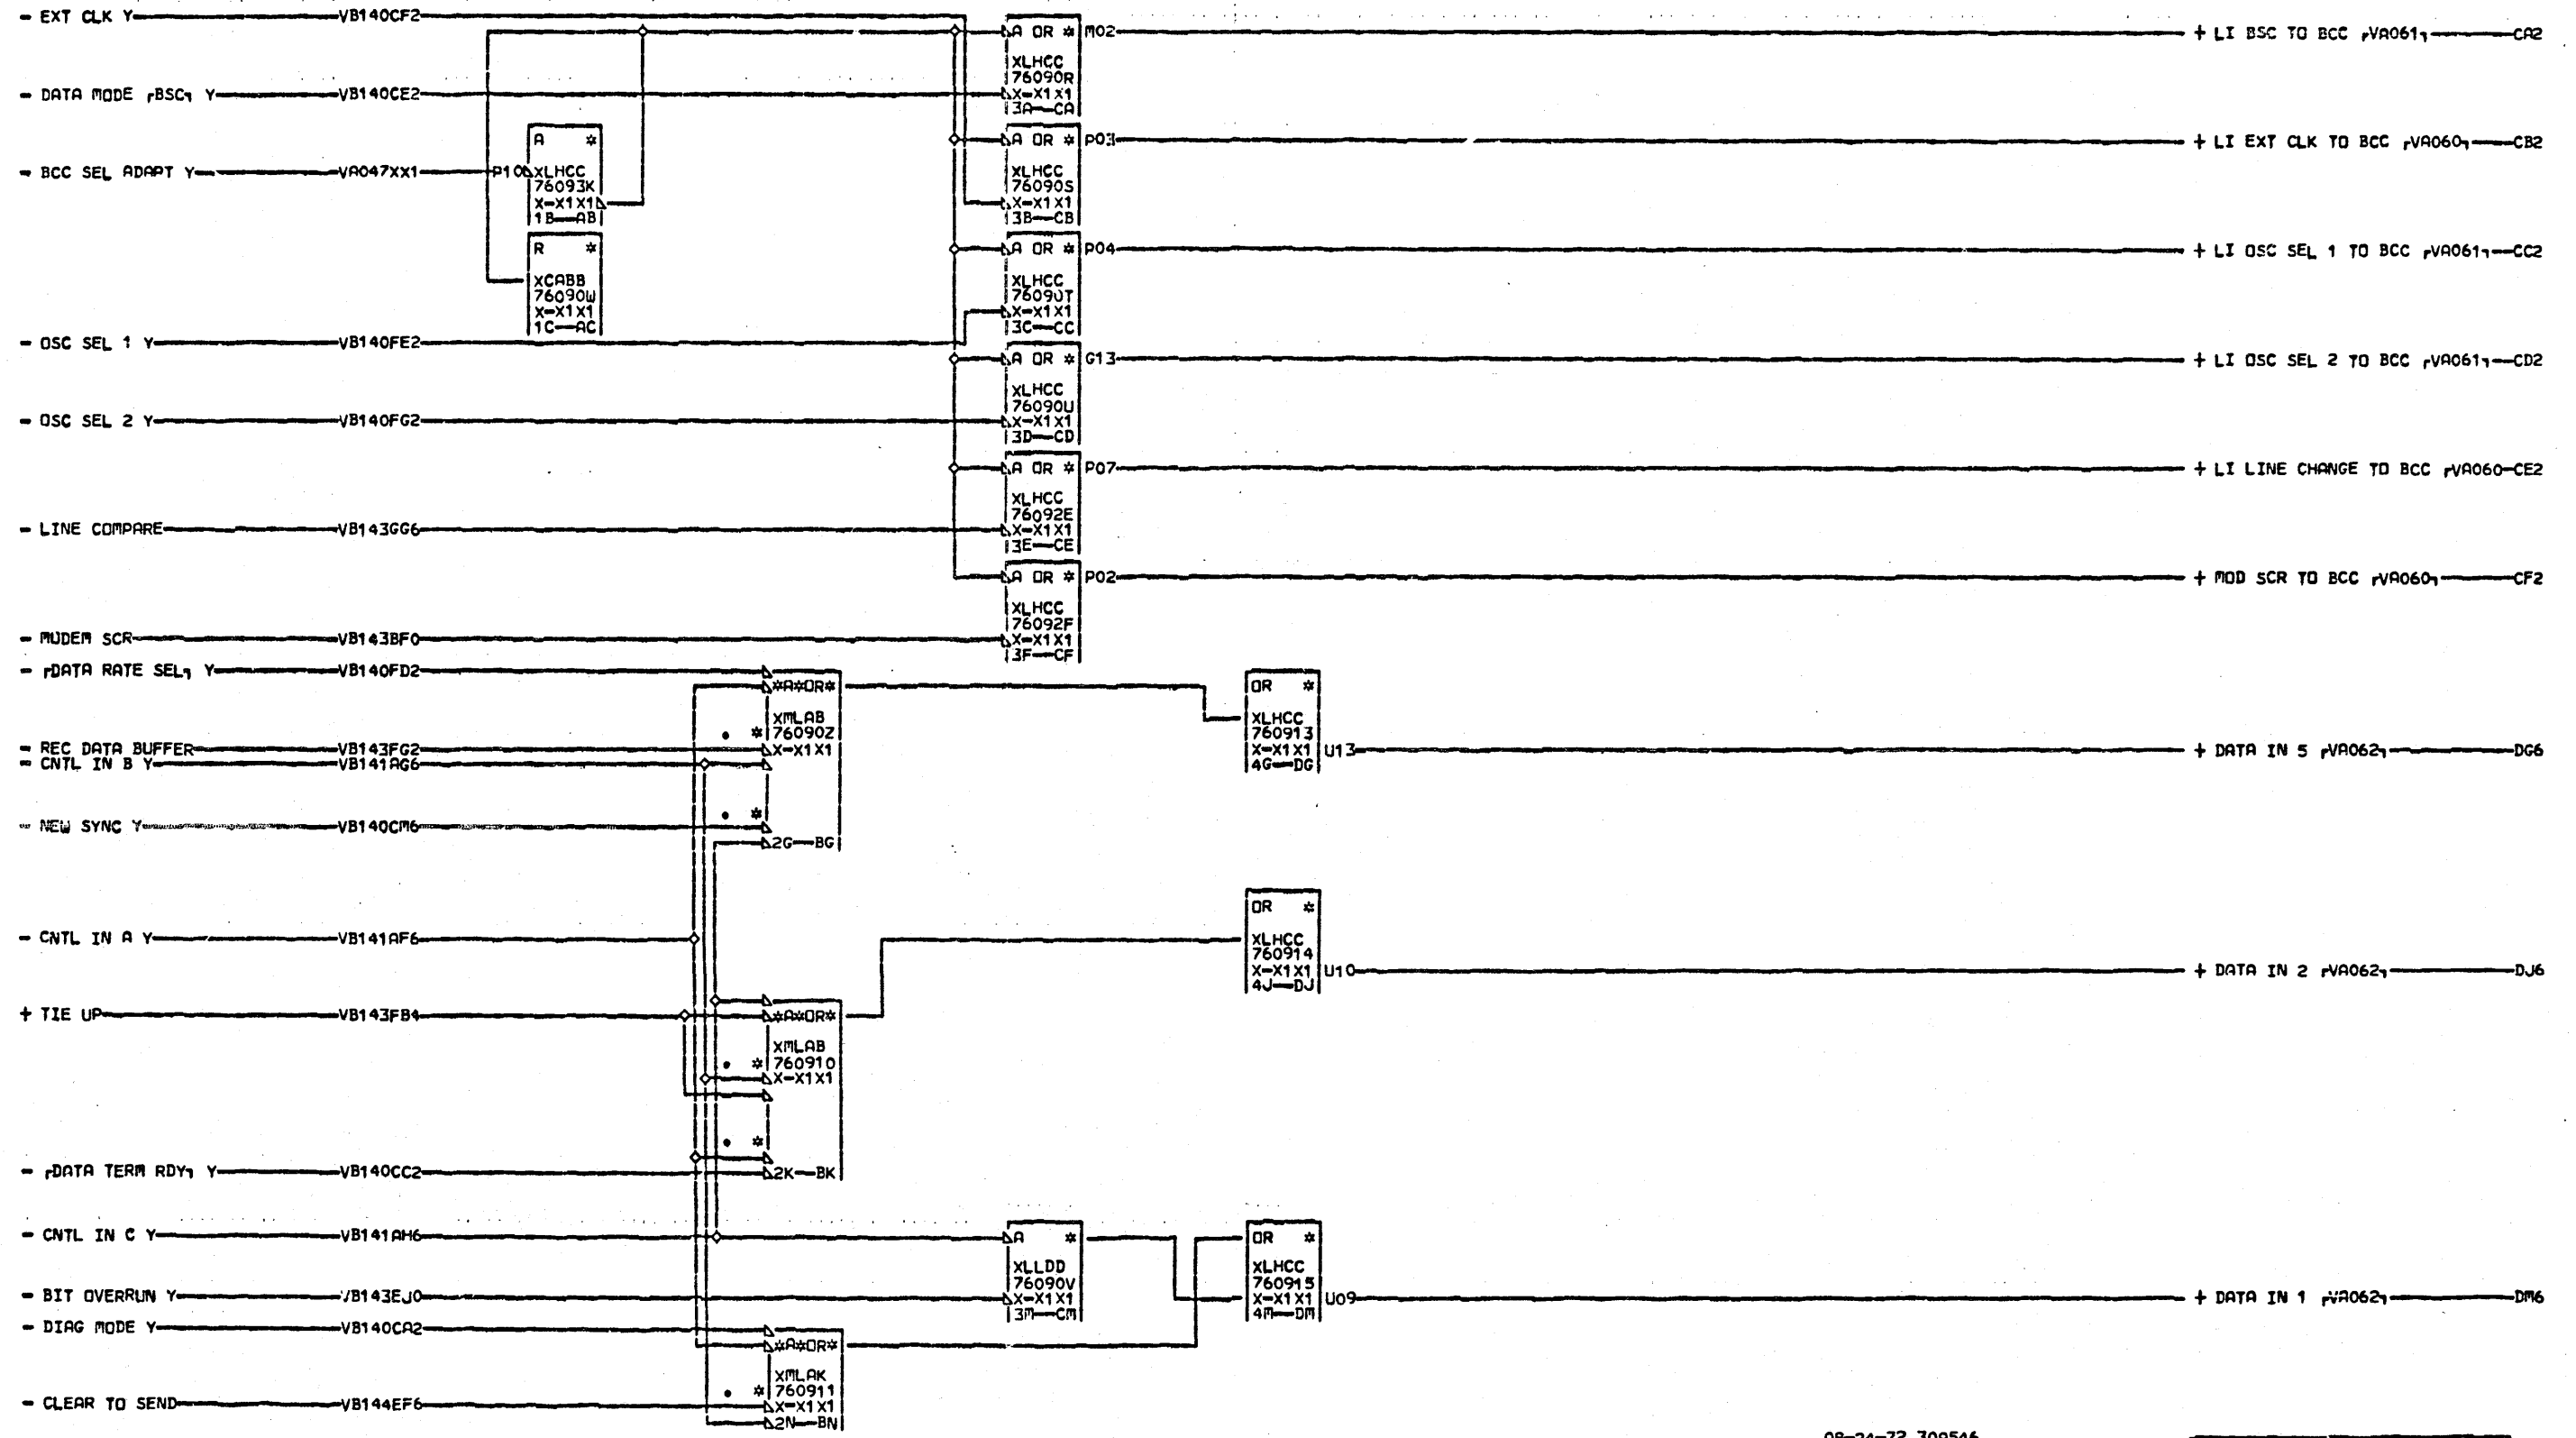 - EXT CLK Y VB140CF2
A OR * M02 + LI BSC TO BCC ┌VA061┐ CA2
XLHCC
76090R
- DATA MODE ┌BSC┐ Y VB140CE2 X-X1X1
3A CA
A *
A OR * P03 + LI EXT CLK TO BCC ┌VA060┐ CB2
- BCC SEL ADAPT Y VA047XX1 P10 XLHCC
76093K
X-X1X1
1B AB
XLHCC
76090S
X-X1X1
3B CB
R *
XCABB
76090W
X-X1X1
1C AC
A OR * P04 + LI OSC SEL 1 TO BCC ┌VA061┐ CC2
XLHCC
76090T
X-X1X1
3C CC
- OSC SEL 1 Y VB140FE2
A OR * G13 + LI OSC SEL 2 TO BCC ┌VA061┐ CD2
XLHCC
76090U
- OSC SEL 2 Y VB140FG2 X-X1X1
3D CD
A OR * P07 + LI LINE CHANGE TO BCC ┌VA060 CE2
XLHCC
76092E
- LINE COMPARE VB143GG6 X-X1X1
3E CE
A OR * P02 + MOD SCR TO BCC ┌VA060┐ CF2
XLHCC
76092F
- MUDEM SCR VB143BF0 X-X1X1
3F CF
- ┌DATA RATE SEL┐ Y VB140FD2
*A*OR*
XMLAB
• * 76090Z
- REC DATA BUFFER VB143FG2 X-X1X1
- CNTL IN B Y VB141AG6
• *
- NEW SYNC Y VB140CM6
2G BG
OR *
XLHCC
760913
X-X1X1 U13 + DATA IN 5 ┌VA062┐ DG6
4G DG
OR *
- CNTL IN A Y VB141AF6 XLHCC
760914
X-X1X1 U10 + DATA IN 2 ┌VA062┐ DJ6
4J DJ
+ TIE UP VB143FB4 *A*OR*
XMLAB
• * 760910
X-X1X1
• *
- ┌DATA TERM RDY┐ Y VB140CC2 2K BK
- CNTL IN C Y VB141AH6 A *
XLLDD
76090V
- BIT OVERRUN Y VB143EJ0 X-X1X1
3M CM
OR *
XLHCC
760915
X-X1X1 U09 + DATA IN 1 ┌VA062┐ DM6
4M DM
- DIAG MODE Y VB140CA2
*A*OR*
XMLAK
• * 760911
- CLEAR TO SEND VB144EF6 X-X1X1
2N BN